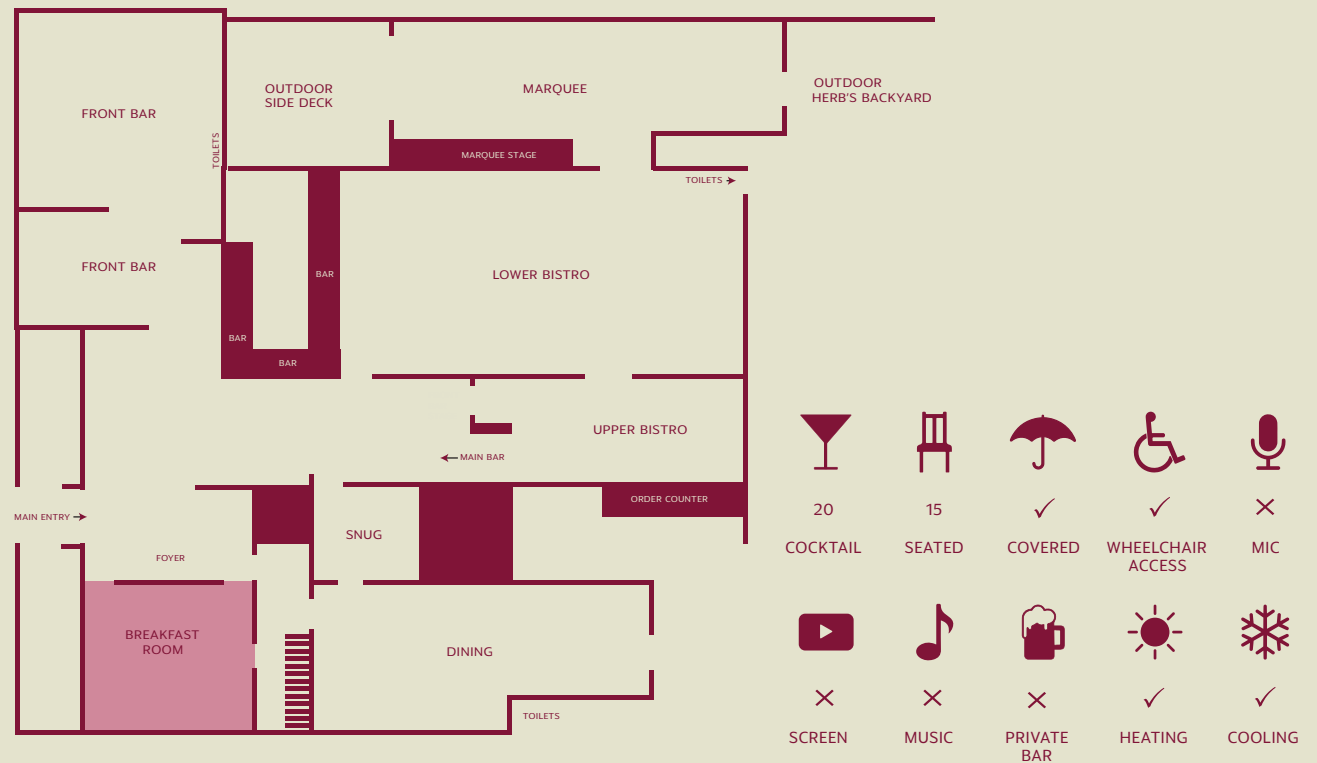 OUTDOOR
SIDE DECK
MARQUEE
OUTDOOR
HERB'S BACKYARD
FRONT BAR
TOILETS
MARQUEE STAGE
TOILETS
FRONT BAR
BAR
LOWER BISTRO
BAR
BAR
UPPER BISTRO
MAIN BAR
ORDER COUNTER
MAIN ENTRY
SNUG
FOYER
BREAKFAST
ROOM
DINING
TOILETS
20
15
COCKTAIL
SEATED
COVERED
WHEELCHAIR
ACCESS
MIC
SCREEN
MUSIC
PRIVATE
BAR
HEATING
COOLING